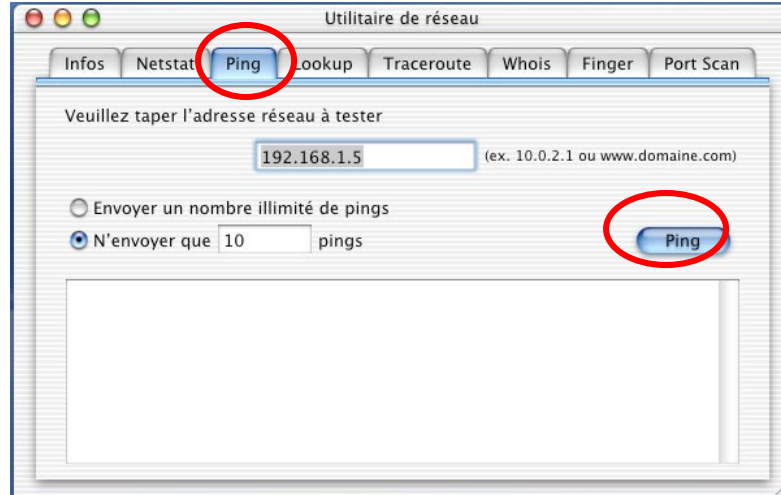 Utilitaire de réseau
Infos Netstat Ping Lookup Traceroute Whois Finger Port Scan
Veuillez taper l'adresse réseau à tester
192.168.1.5 (ex. 10.0.2.1 ou www.domaine.com)
Envoyer un nombre illimité de pings
N'envoyer que 10 pings Ping